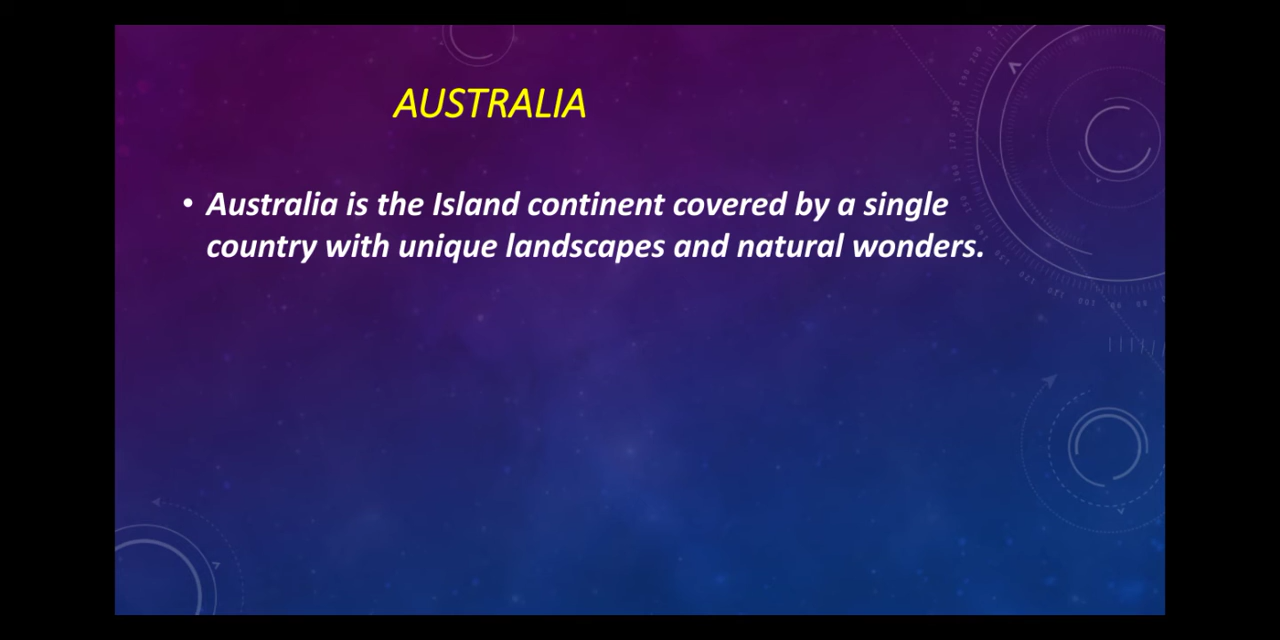 AUSTRALIA
• Australia is the Island continent covered by a single
country with unique landscapes and natural wonders.